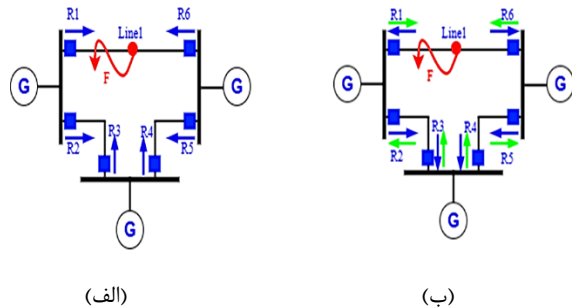 R1 Line1 R6
F
G G
R2 R3 R4 R5
G
(الف)
R1 Line1 R6
F
G G
R2 R3 R4 R5
G
(ب)